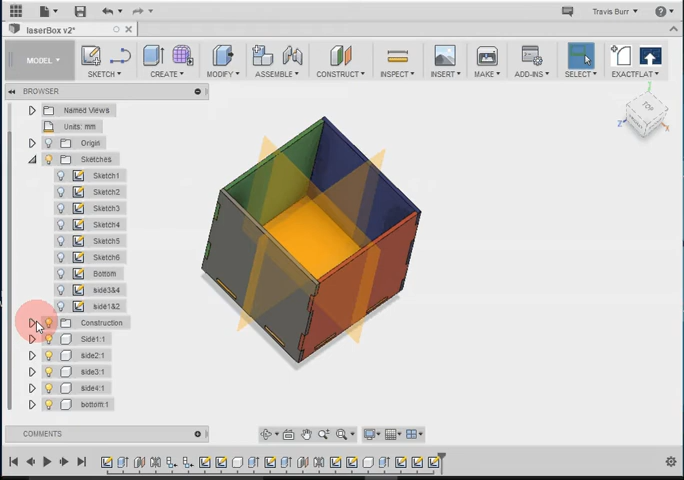 Travis Burr
laserBox v2*
MODEL
SKETCH
CREATE
MODIFY
ASSEMBLE
CONSTRUCT
INSPECT
INSERT
MAKE
ADD-INS
SELECT
EXACTFLAT
BROWSER
Named Views
Units: mm
Origin
Sketches
Sketch1
Sketch2
Sketch3
Sketch4
Sketch5
Sketch6
Bottom
side3&4
side1&2
Construction
Side1:1
side2:1
side3:1
side4:1
bottom:1
TOP
Z
X
COMMENTS